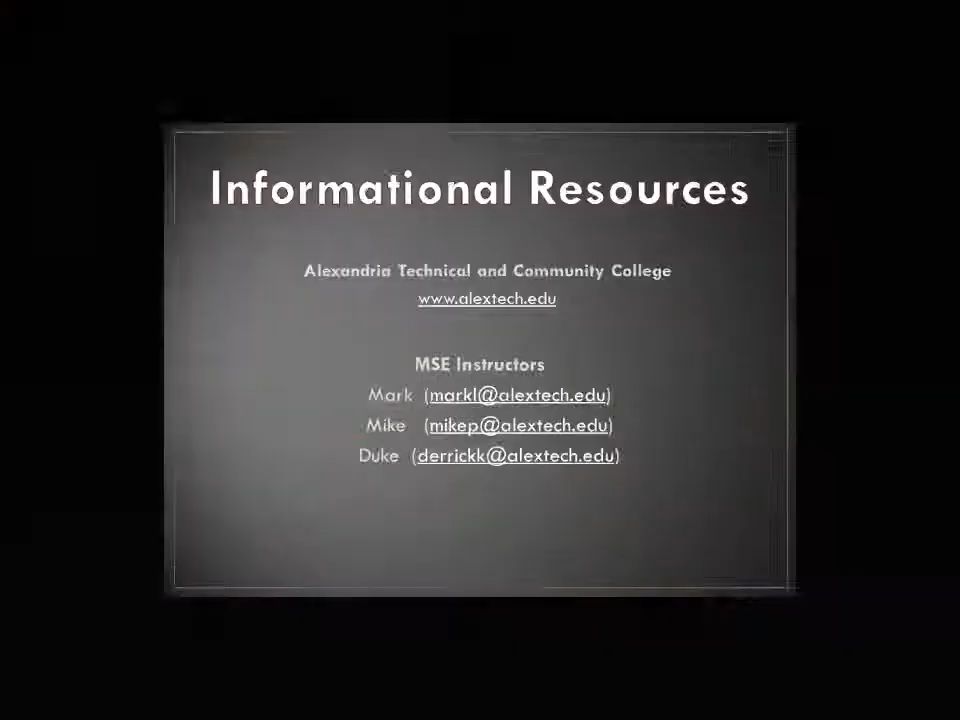 Informational Resources
Alexandria Technical and Community College
www.alextech.edu
MSE Instructors
Mark (markl@alextech.edu)
Mike (mikep@alextech.edu)
Duke (derrickk@alextech.edu)